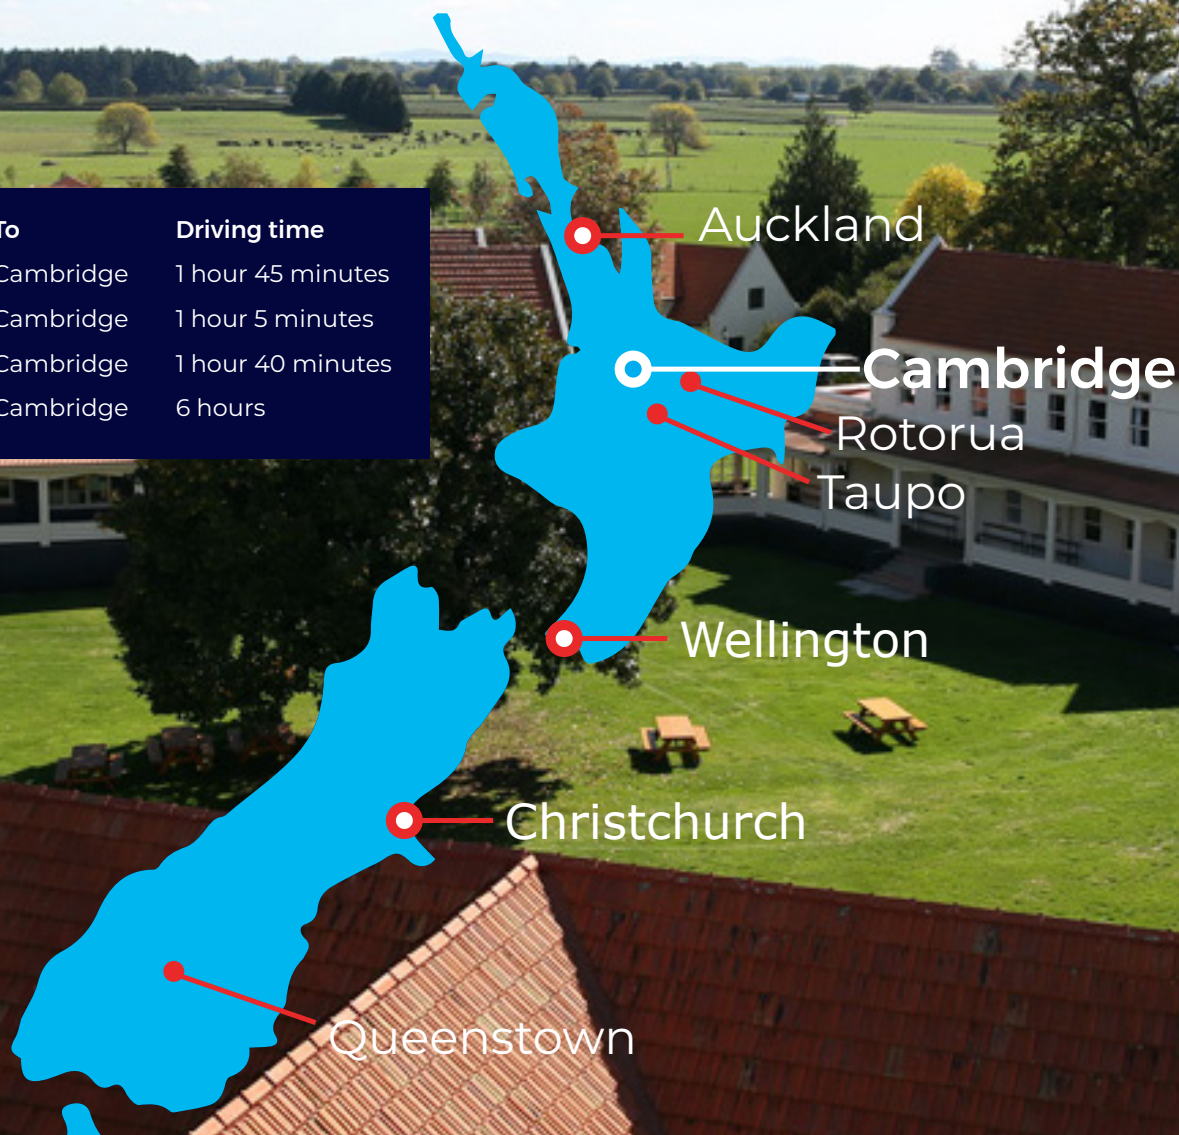 To Driving time
Cambridge 1 hour 45 minutes
Cambridge 1 hour 5 minutes
Cambridge 1 hour 40 minutes
Cambridge 6 hours
Auckland
Cambridge
Rotorua
Taupo
Wellington
Christchurch
Queenstown